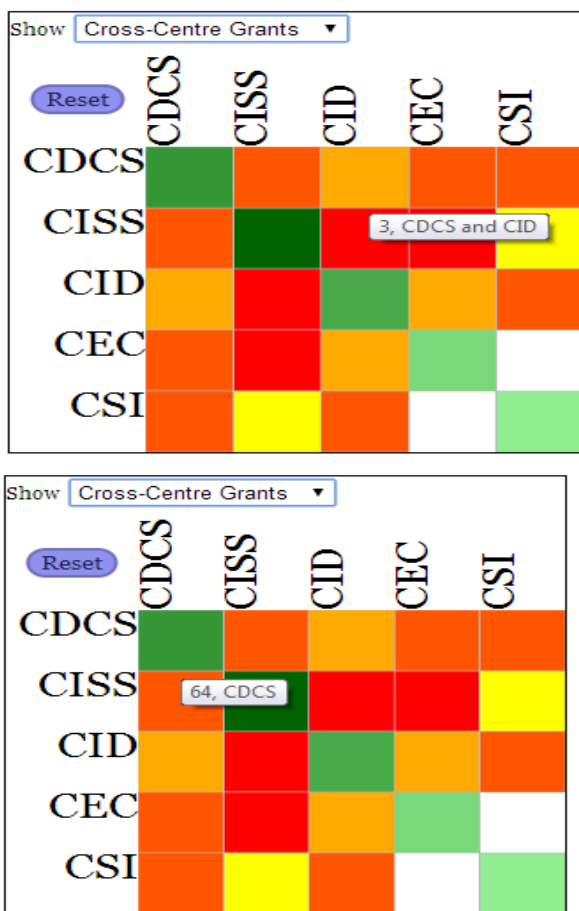 Show Cross-Centre Grants
Reset CDCS CISS CID CEC CSI
CDCS
CISS 3, CDCS and CID
CID
CEC
CSI
Show Cross-Centre Grants
Reset CDCS CISS CID CEC CSI
CDCS
CISS 64, CDCS
CID
CEC
CSI